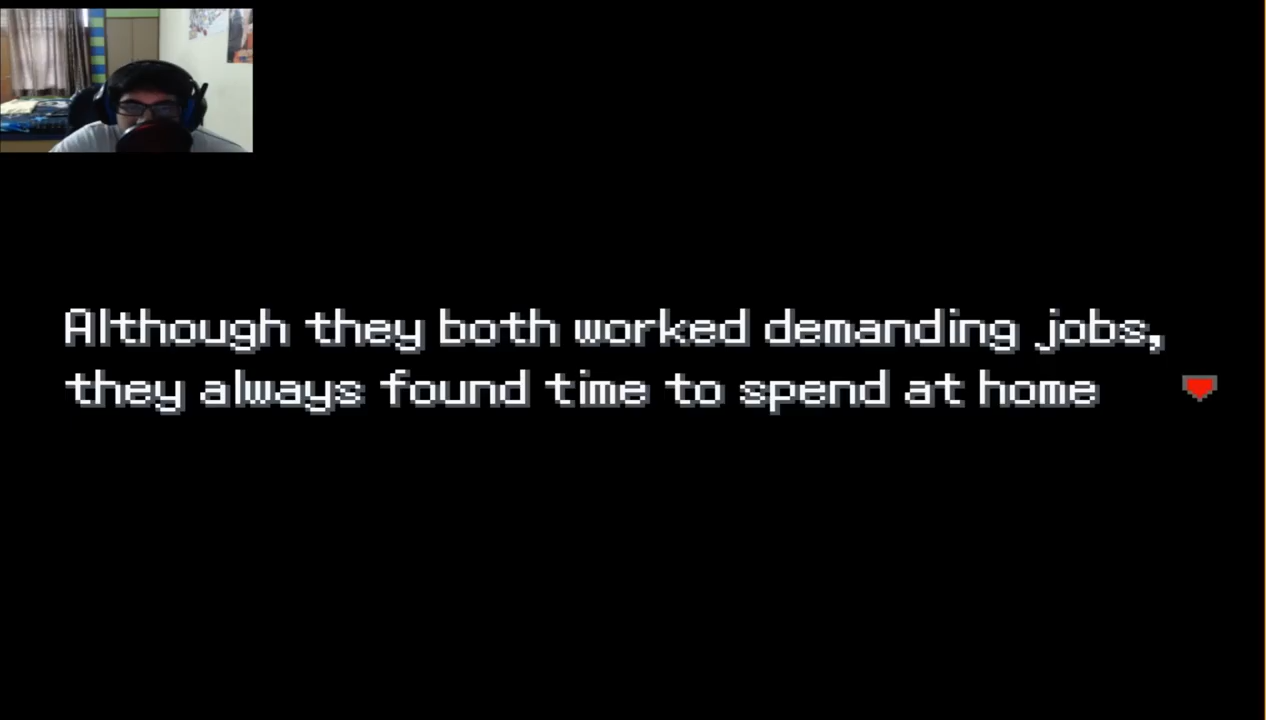 Although they both worked demanding jobs,
they always found time to spend at home